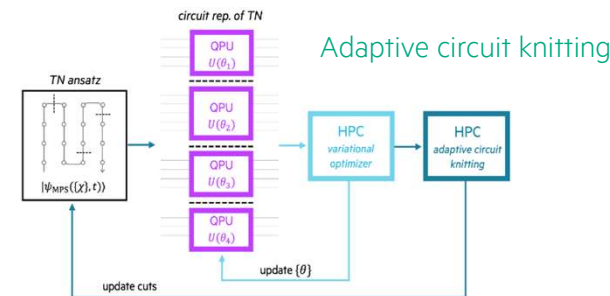 circuit rep. of TN
Adaptive circuit knitting
TN ansatz
|ψMPS({χ}, t)⟩
QPU
U(θ₁)
QPU
U(θ₂)
QPU
U(θ₃)
QPU
U(θ₄)
HPC
variational
optimizer
HPC
adaptive circuit
knitting
update {θ}
update cuts